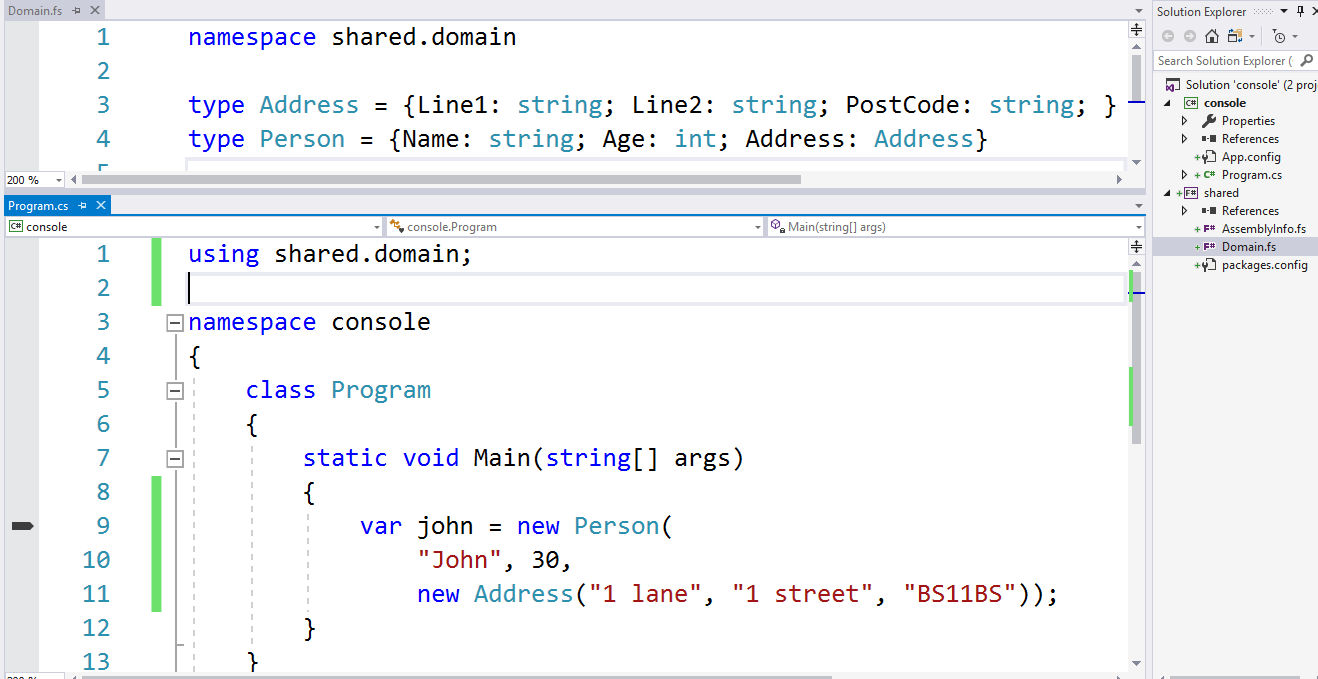 Domain.fs
1 namespace shared.domain
2
3 type Address = {Line1: string; Line2: string; PostCode: string; }
4 type Person = {Name: string; Age: int; Address: Address}
200 %
Program.cs
C# console
console.Program
Main(string[] args)
1 using shared.domain;
2
3 namespace console
4 {
5 class Program
6 {
7 static void Main(string[] args)
8 {
9 var john = new Person(
10 "John", 30,
11 new Address("1 lane", "1 street", "BS11BS"));
12 }
13 }
Solution Explorer
Search Solution Explorer (
Solution 'console' (2 proj
C# console
Properties
References
App.config
C# Program.cs
F# shared
References
F# AssemblyInfo.fs
F# Domain.fs
packages.config